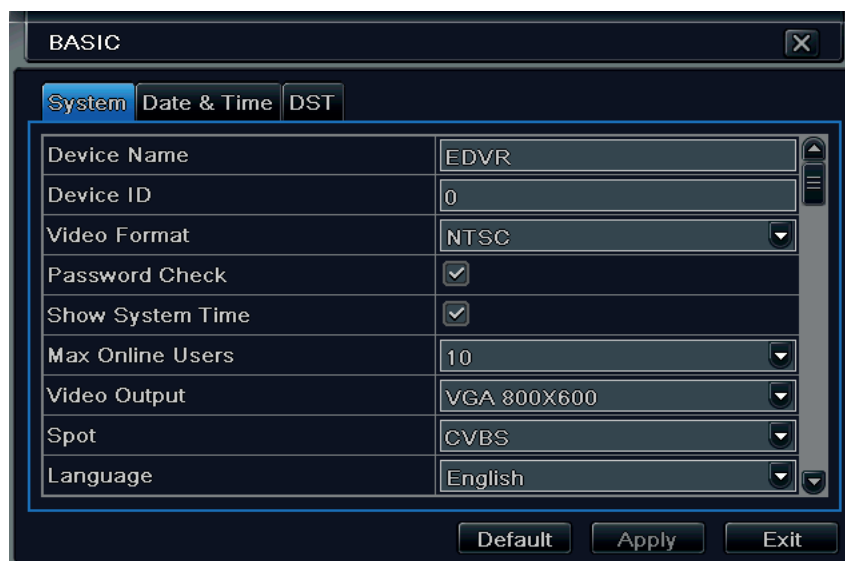 BASIC
System Date & Time DST
Device Name EDVR
Device ID 0
Video Format NTSC
Password Check
Show System Time
Max Online Users 10
Video Output VGA 800X600
Spot CVBS
Language English
Default Apply Exit